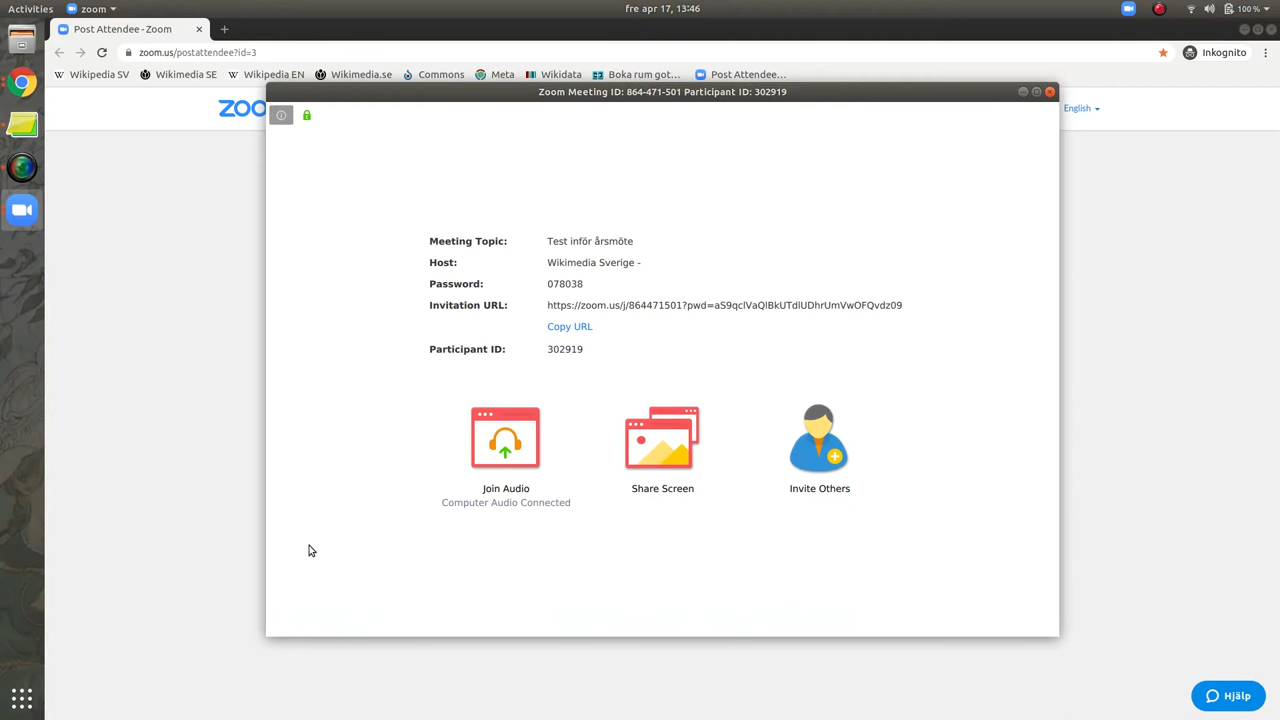 Activities zoom fre apr 17, 13:46 100 %
Post Attendee - Zoom
zoom.us/postattendee?id=3 Inkognito
Wikipedia SV Wikimedia SE Wikipedia EN Wikimedia.se Commons Meta Wikidata Boka rum got… Post Attendee…
Zoom Meeting ID: 864-471-501 Participant ID: 302919
ZOO English
Meeting Topic: Test inför årsmöte
Host: Wikimedia Sverige -
Password: 078038
Invitation URL: https://zoom.us/j/864471501?pwd=aS9qclVaQlBkUTdlUDhrUmVwOFQvdz09
Copy URL
Participant ID: 302919
Join Audio Share Screen Invite Others
Computer Audio Connected
Hjälp